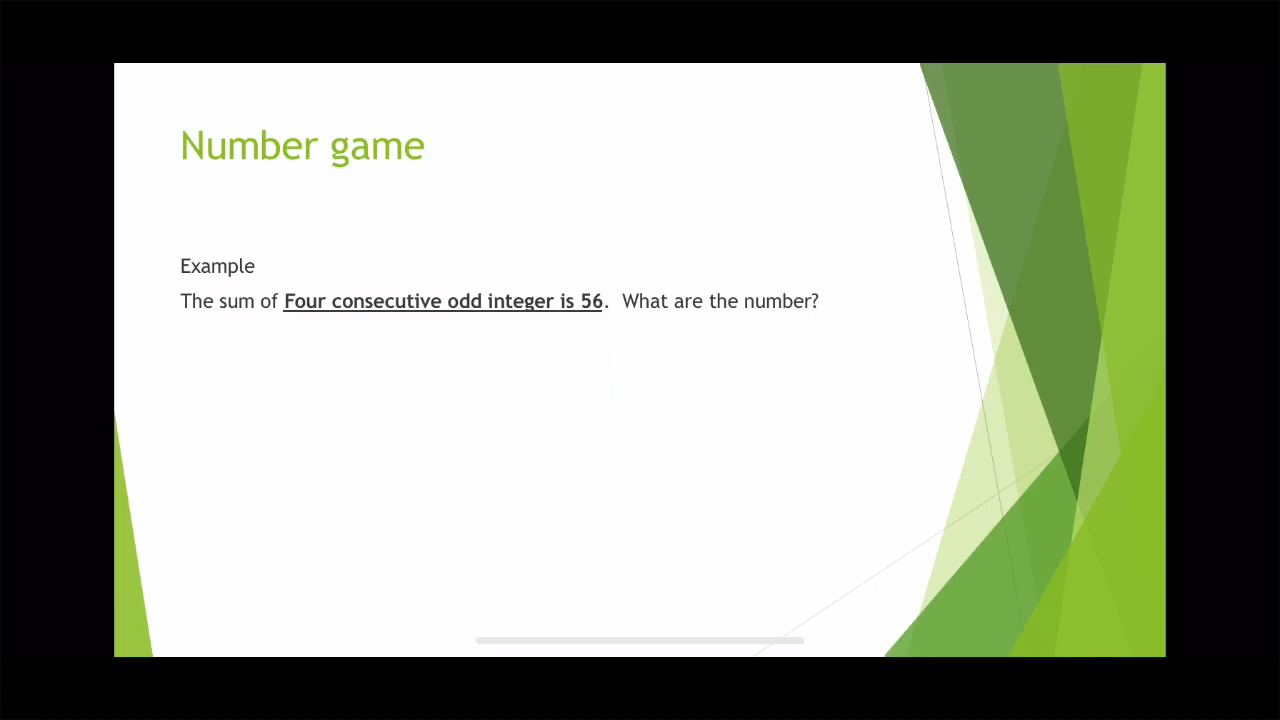 Number game
Example
The sum of Four consecutive odd integer is 56.  What are the number?